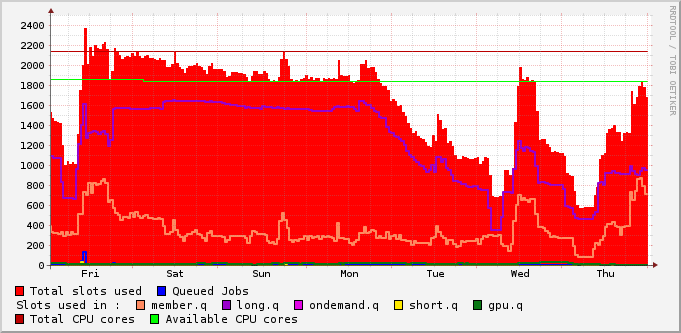 RRDTOOL / TOBI OETIKER
2400
2200
2000
1800
1600
1400
1200
1000
800
600
400
200
0
Fri Sat Sun Mon Tue Wed Thu
Total slots used Queued Jobs
Slots used in : member.q long.q ondemand.q short.q gpu.q
Total CPU cores Available CPU cores